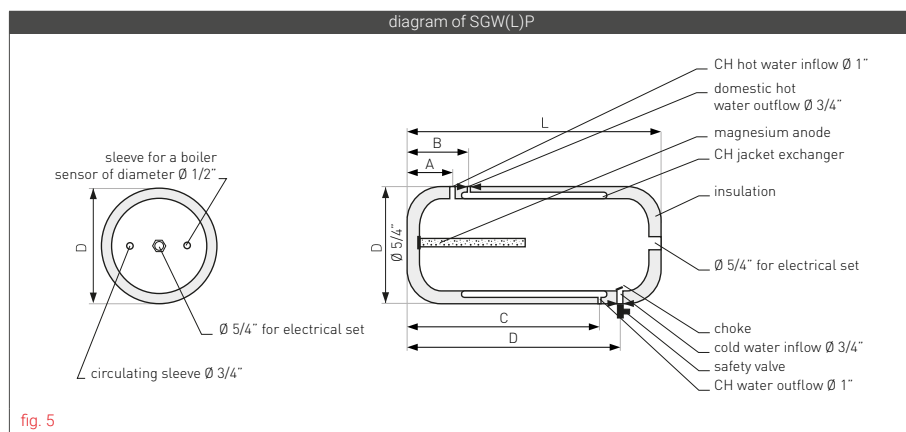 diagram of SGW(L)P
sleeve for a boiler
sensor of diameter Ø 1/2"
D
Ø 5/4" for electrical set
circulating sleeve Ø 3/4"
L
B
A
D
Ø 5/4"
C
D
CH hot water inflow Ø 1"
domestic hot
water outflow Ø 3/4"
magnesium anode
CH jacket exchanger
insulation
Ø 5/4" for electrical set
choke
cold water inflow Ø 3/4"
safety valve
CH water outflow Ø 1"
fig. 5